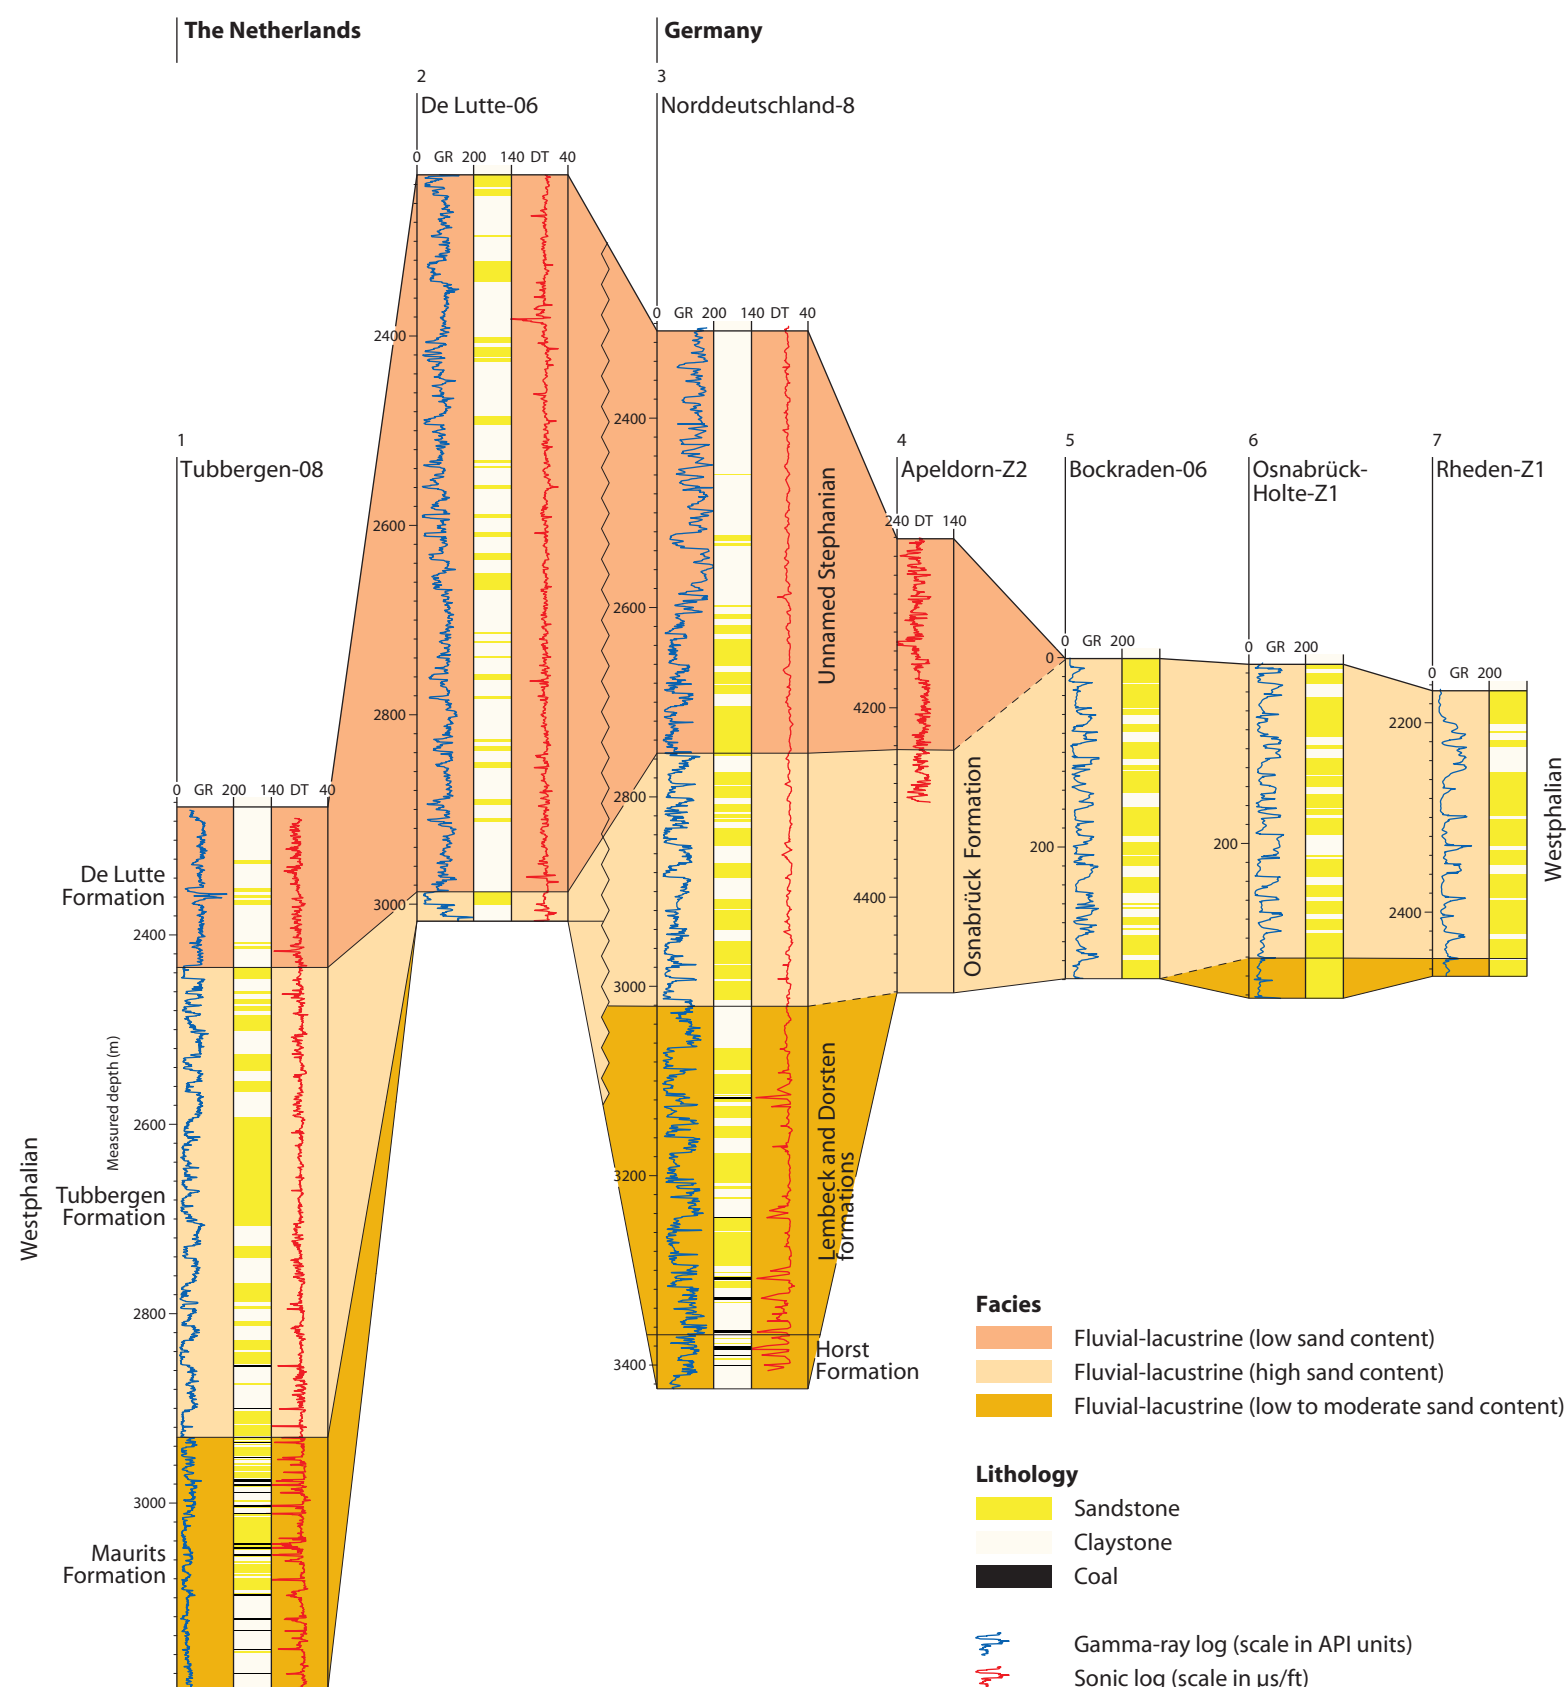 The Netherlands
Germany
2
De Lutte-06
3
Norddeutschland-8
0 GR 200 140 DT 40
0 GR 200 140 DT 40
1
Tubbergen-08
4
Apeldorn-Z2
5
Bockraden-06
6
Osnabrück-
Holte-Z1
7
Rheden-Z1
240 DT 140
0 GR 200
0 GR 200
0 GR 200
0 GR 200 140 DT 40
De Lutte
Formation
2400
2600
2800
3000
Measured depth (m)
Westphalian
Tubbergen
Formation
Maurits
Formation
2400
2600
2800
3000
2400
2600
2800
3000
3200
3400
Unnamed Stephanian
Lembeck and Dorsten
formations
Horst
Formation
4200
4400
Osnabrück Formation
0
200
200
2200
2400
Westphalian
Facies
Fluvial-lacustrine (low sand content)
Fluvial-lacustrine (high sand content)
Fluvial-lacustrine (low to moderate sand content)
Lithology
Sandstone
Claystone
Coal
Gamma-ray log (scale in API units)
Sonic log (scale in µs/ft)